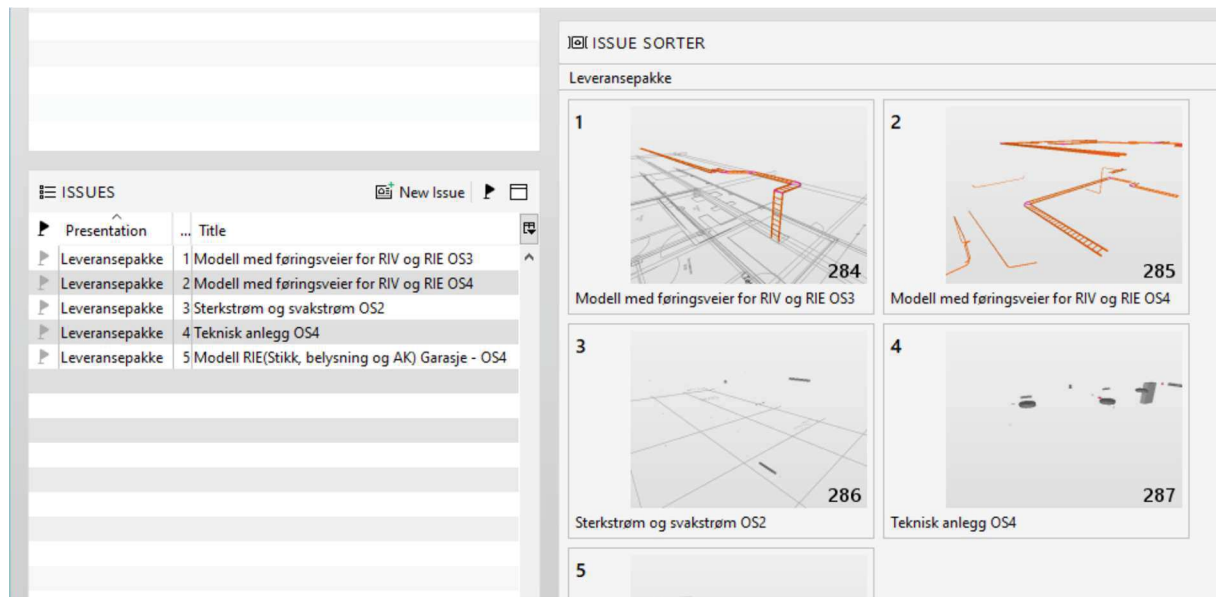 ISSUES
New Issue
Presentation ... Title
Leveransepakke 1 Modell med føringsveier for RIV og RIE OS3
Leveransepakke 2 Modell med føringsveier for RIV og RIE OS4
Leveransepakke 3 Sterkstrøm og svakstrøm OS2
Leveransepakke 4 Teknisk anlegg OS4
Leveransepakke 5 Modell RIE(Stikk, belysning og AK) Garasje - OS4
ISSUE SORTER
Leveransepakke
1
284
Modell med føringsveier for RIV og RIE OS3
2
285
Modell med føringsveier for RIV og RIE OS4
3
286
Sterkstrøm og svakstrøm OS2
4
287
Teknisk anlegg OS4
5